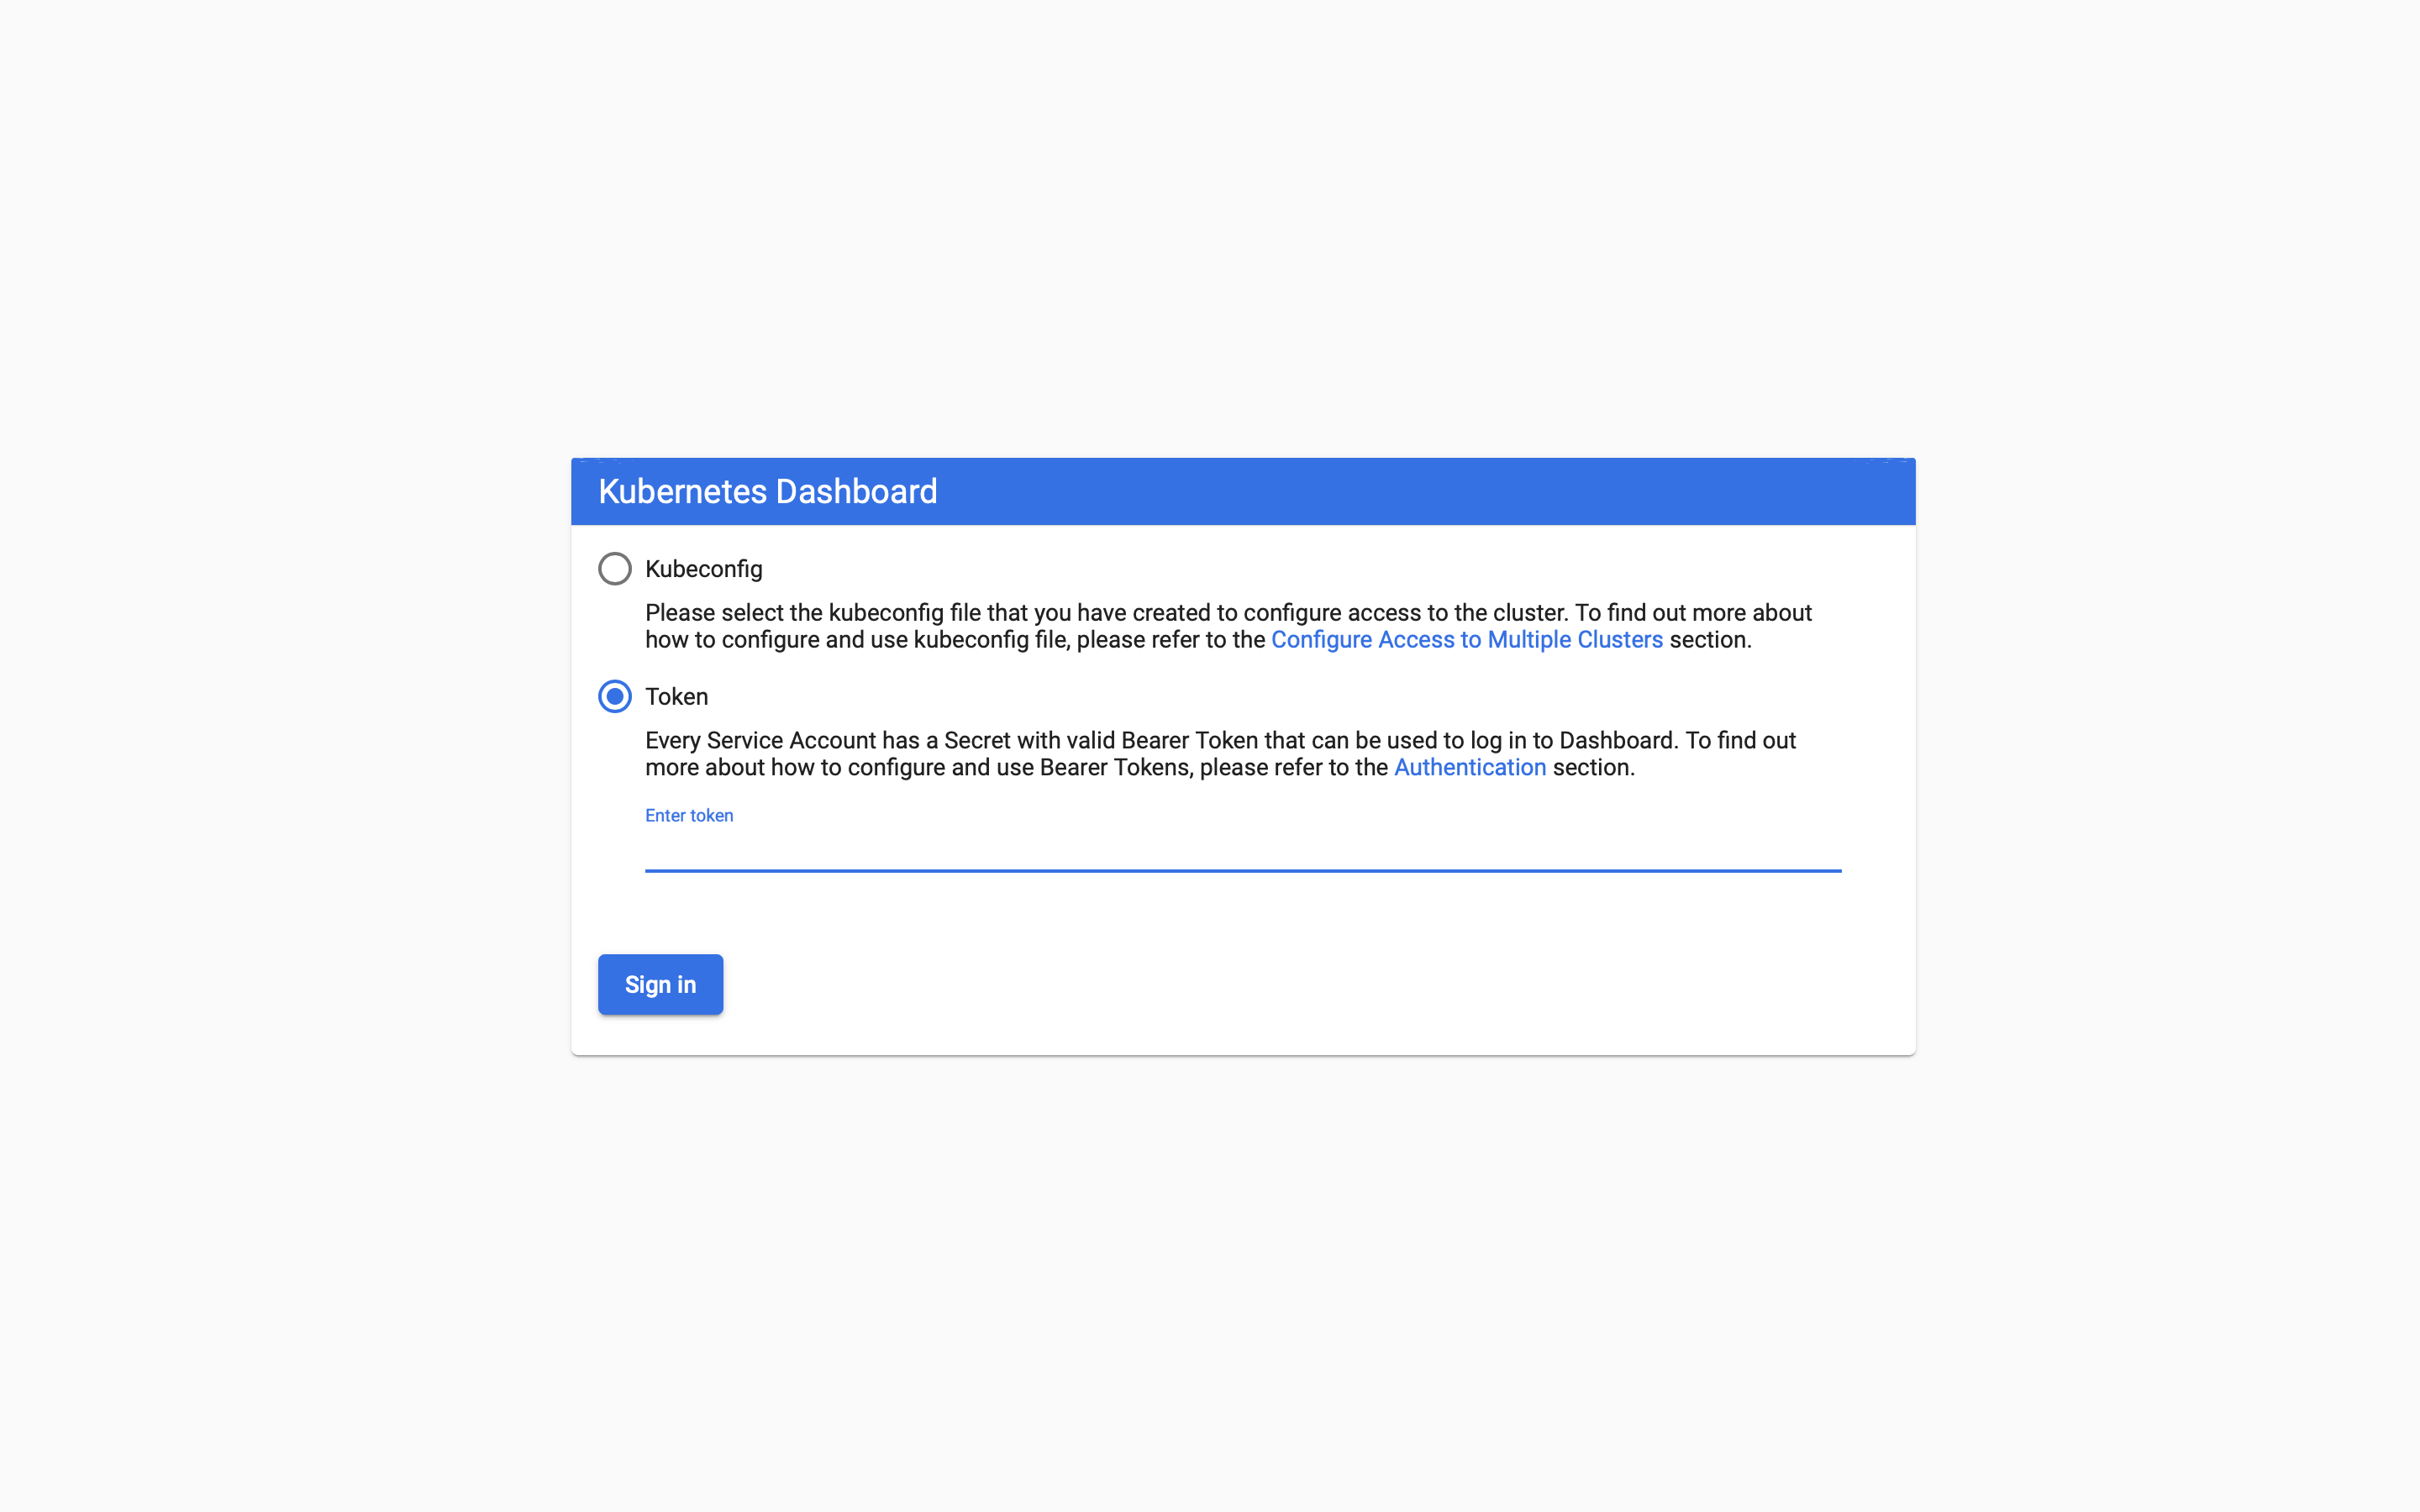 Kubernetes Dashboard
Kubeconfig
Please select the kubeconfig file that you have created to configure access to the cluster. To find out more about
how to configure and use kubeconfig file, please refer to the Configure Access to Multiple Clusters section.
Token
Every Service Account has a Secret with valid Bearer Token that can be used to log in to Dashboard. To find out
more about how to configure and use Bearer Tokens, please refer to the Authentication section.
Enter token
Sign in